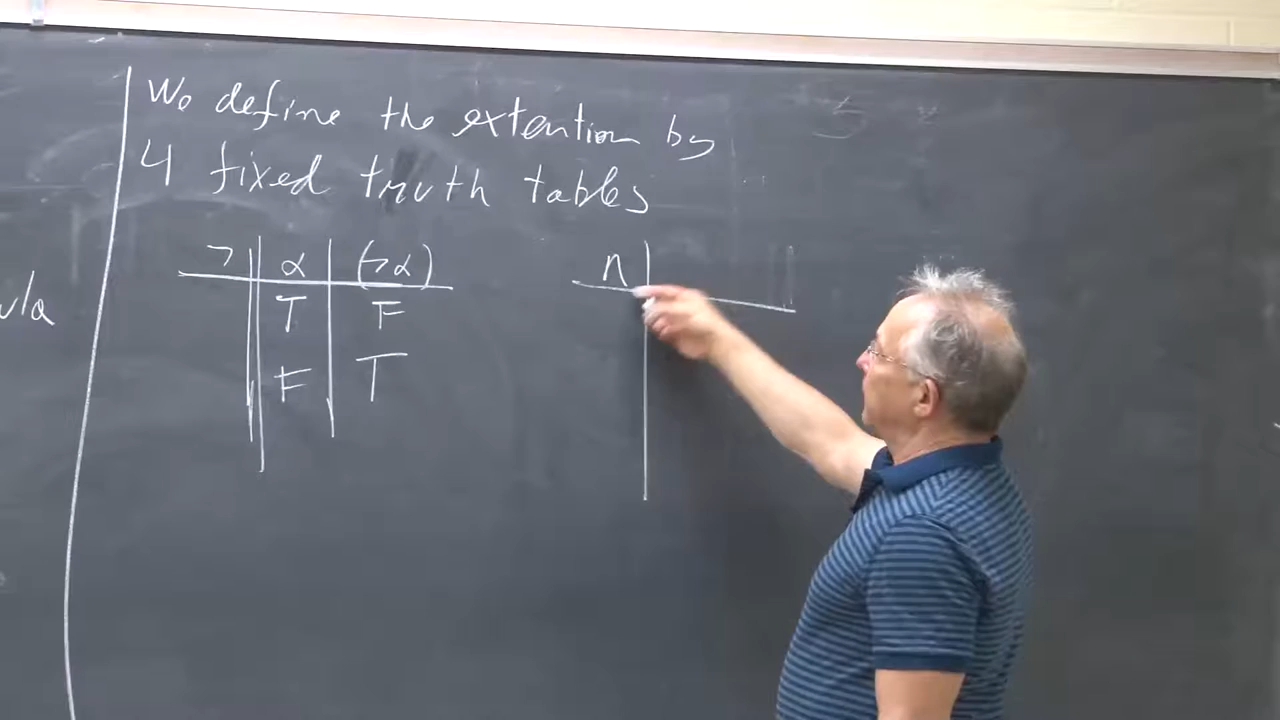 We define the extention by
4 fixed truth tables
¬ α (¬α)
T F
F T
∩